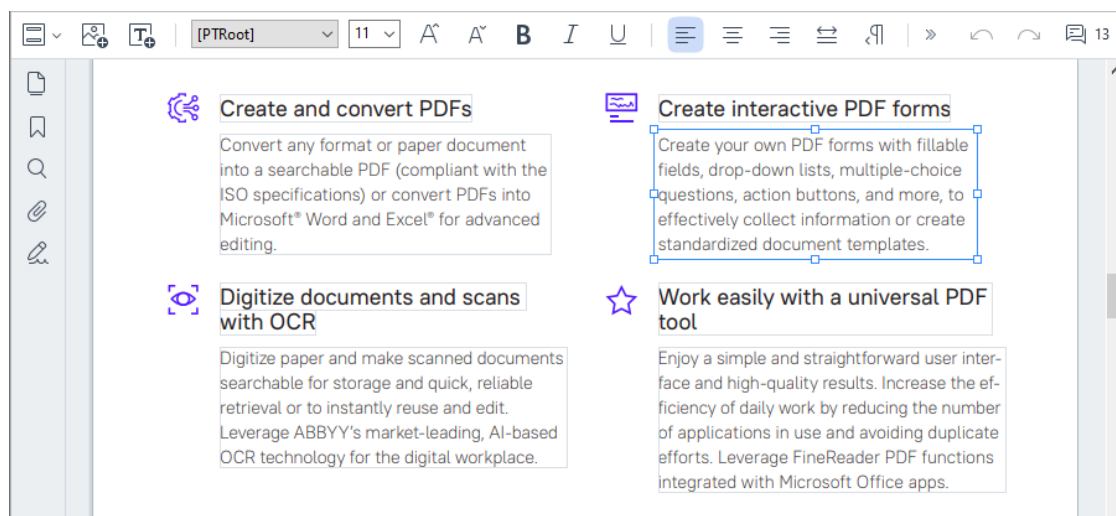 [PTRoot] 11 A A B I U 13
Create and convert PDFs
Convert any format or paper document
into a searchable PDF (compliant with the
ISO specifications) or convert PDFs into
Microsoft® Word and Excel® for advanced
editing.
Create interactive PDF forms
Create your own PDF forms with fillable
fields, drop-down lists, multiple-choice
questions, action buttons, and more, to
effectively collect information or create
standardized document templates.
Digitize documents and scans
with OCR
Digitize paper and make scanned documents
searchable for storage and quick, reliable
retrieval or to instantly reuse and edit.
Leverage ABBYY's market-leading, AI-based
OCR technology for the digital workplace.
Work easily with a universal PDF
tool
Enjoy a simple and straightforward user inter-
face and high-quality results. Increase the ef-
ficiency of daily work by reducing the number
of applications in use and avoiding duplicate
efforts. Leverage FineReader PDF functions
integrated with Microsoft Office apps.